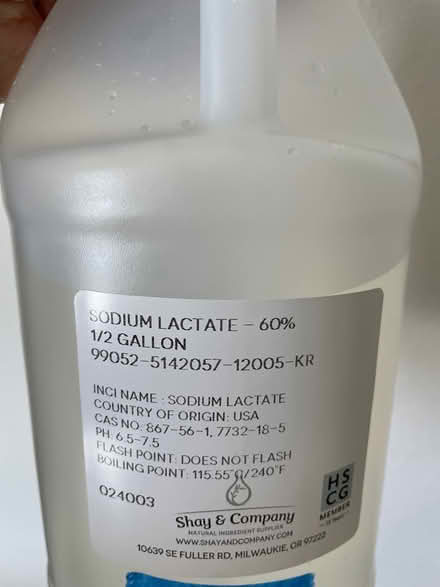 SODIUM LACTATE - 60%
1/2 GALLON
99052-5142057-12005-KR
INCI NAME : SODIUM LACTATE
COUNTRY OF ORIGIN: USA
CAS NO: 867-56-1, 7732-18-5
PH: 6.5-7.5
FLASH POINT: DOES NOT FLASH
BOILING POINT: 115.55°C/240°F
024003
Shay & Company
NATURAL INGREDIENT SUPPLIER
WWW.SHAYANDCOMPANY.COM
10639 SE FULLER RD, MILWAUKIE, OR 97222
HS
CG
MEMBER